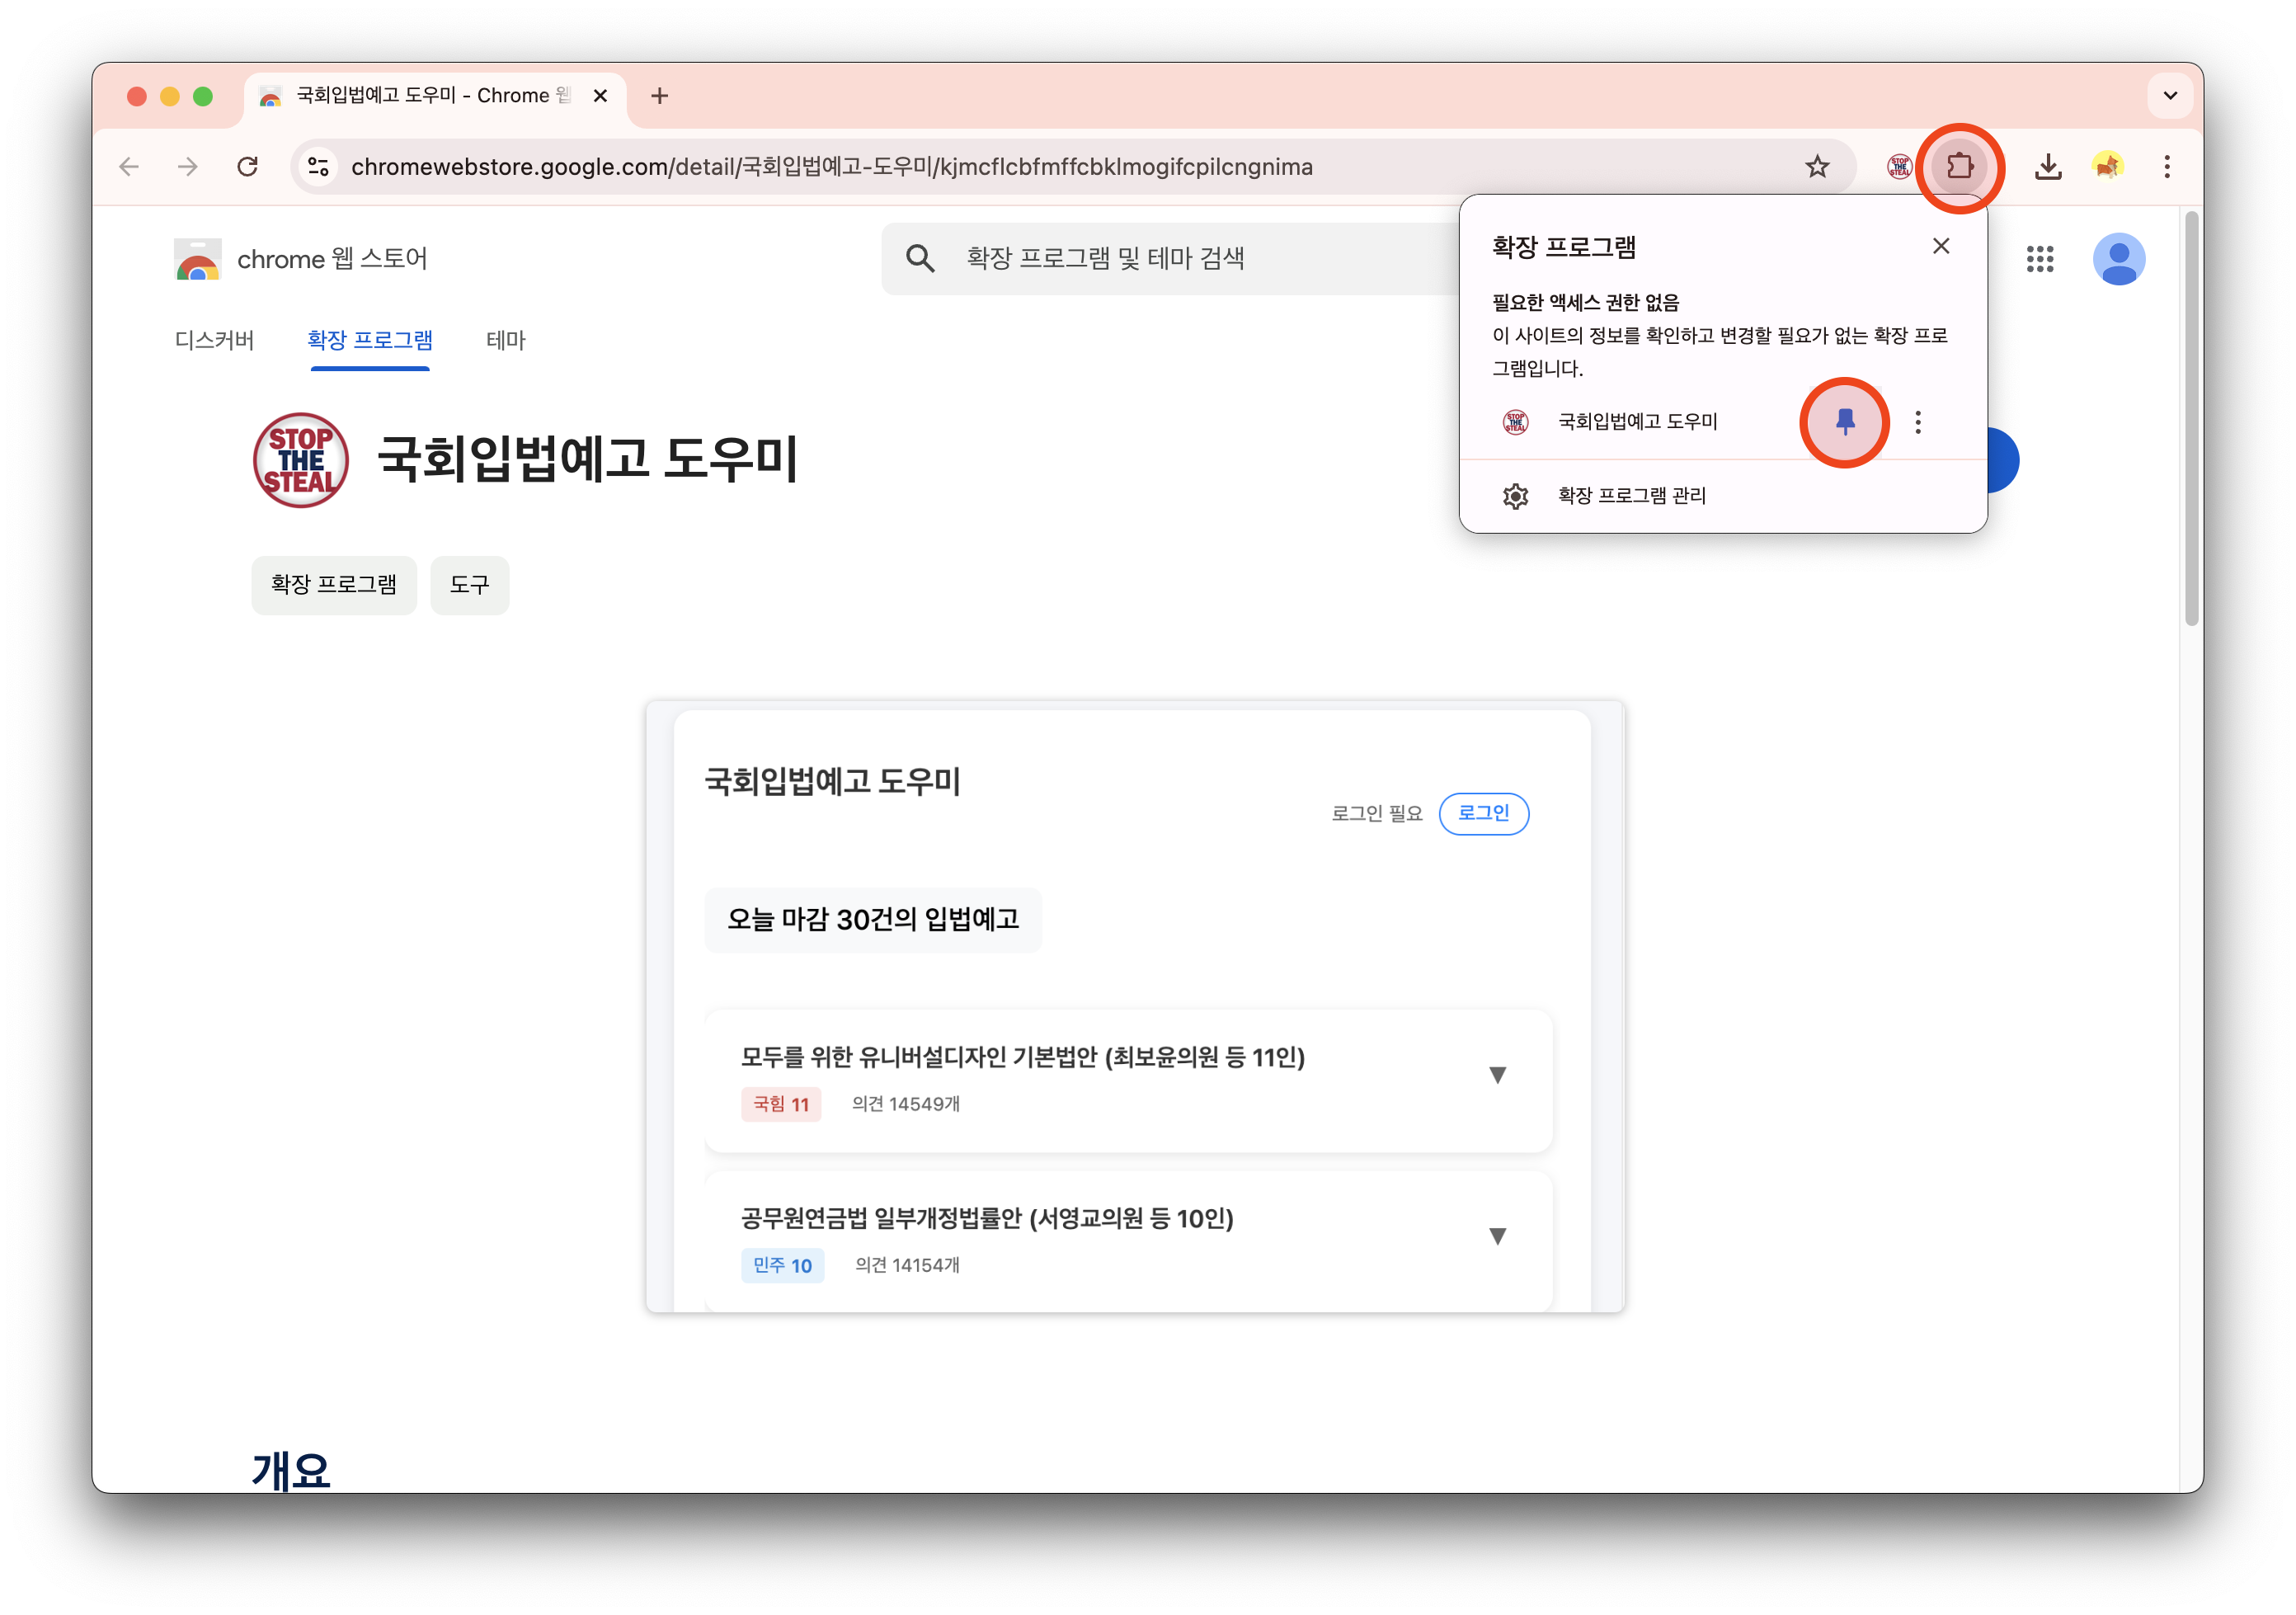 국회입법예고 도우미 - Chrome 웹
chromewebstore.google.com/detail/국회입법예고-도우미/kjmcflcbfmffcbklmogifcpilcngnima
STOP
THE
STEAL
chrome 웹 스토어
확장 프로그램 및 테마 검색
디스커버
확장 프로그램
테마
확장 프로그램
필요한 액세스 권한 없음
이 사이트의 정보를 확인하고 변경할 필요가 없는 확장 프로
그램입니다.
STOP
THE
STEAL
국회입법예고 도우미
확장 프로그램 관리
STOP
THE
STEAL
국회입법예고 도우미
확장 프로그램
도구
국회입법예고 도우미
로그인 필요
로그인
오늘 마감 30건의 입법예고
모두를 위한 유니버설디자인 기본법안 (최보윤의원 등 11인)
국힘 11
의견 14549개
공무원연금법 일부개정법률안 (서영교의원 등 10인)
민주 10
의견 14154개
개요